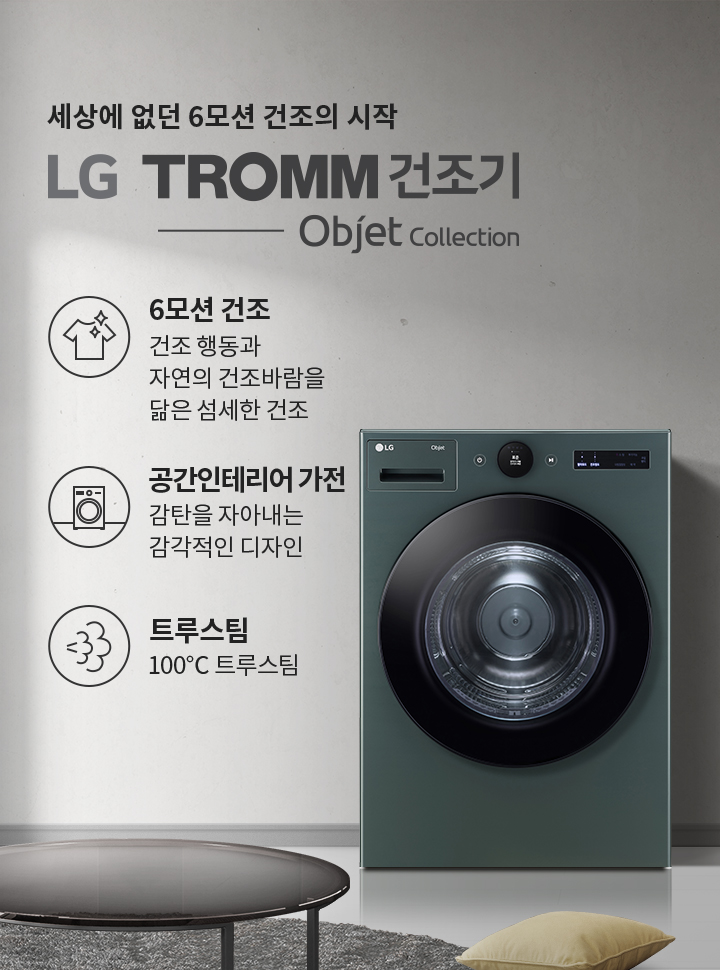 세상에 없던 6모션 건조의 시작
LG TROMM 건조기
Objet Collection
6모션 건조
건조 행동과
자연의 건조바람을
닮은 섬세한 건조
공간인테리어 가전
감탄을 자아내는
감각적인 디자인
트루스팀
100°C 트루스팀
LG
Objet
표준